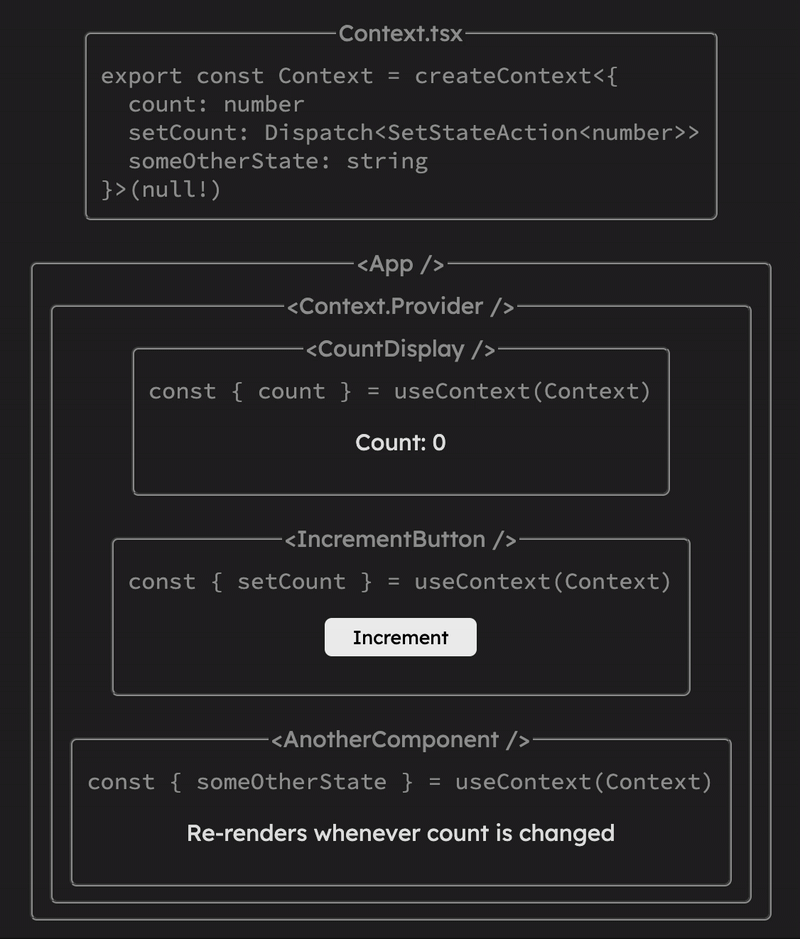 Context.tsx
export const Context = createContext<{
  count: number
  setCount: Dispatch<SetStateAction<number>>
  someOtherState: string
}>(null!)
<App />
<Context.Provider />
<CountDisplay />
const { count } = useContext(Context)
Count: 0
<IncrementButton />
const { setCount } = useContext(Context)
Increment
<AnotherComponent />
const { someOtherState } = useContext(Context)
Re-renders whenever count is changed